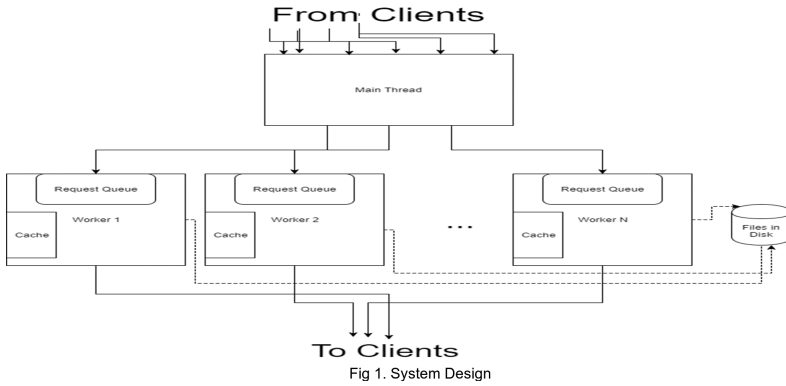 From Clients
Main Thread
Request Queue
Request Queue
Request Queue
Worker 1
Worker 2
...
Worker N
Cache
Cache
Cache
Files in
Disk
To Clients
Fig 1. System Design